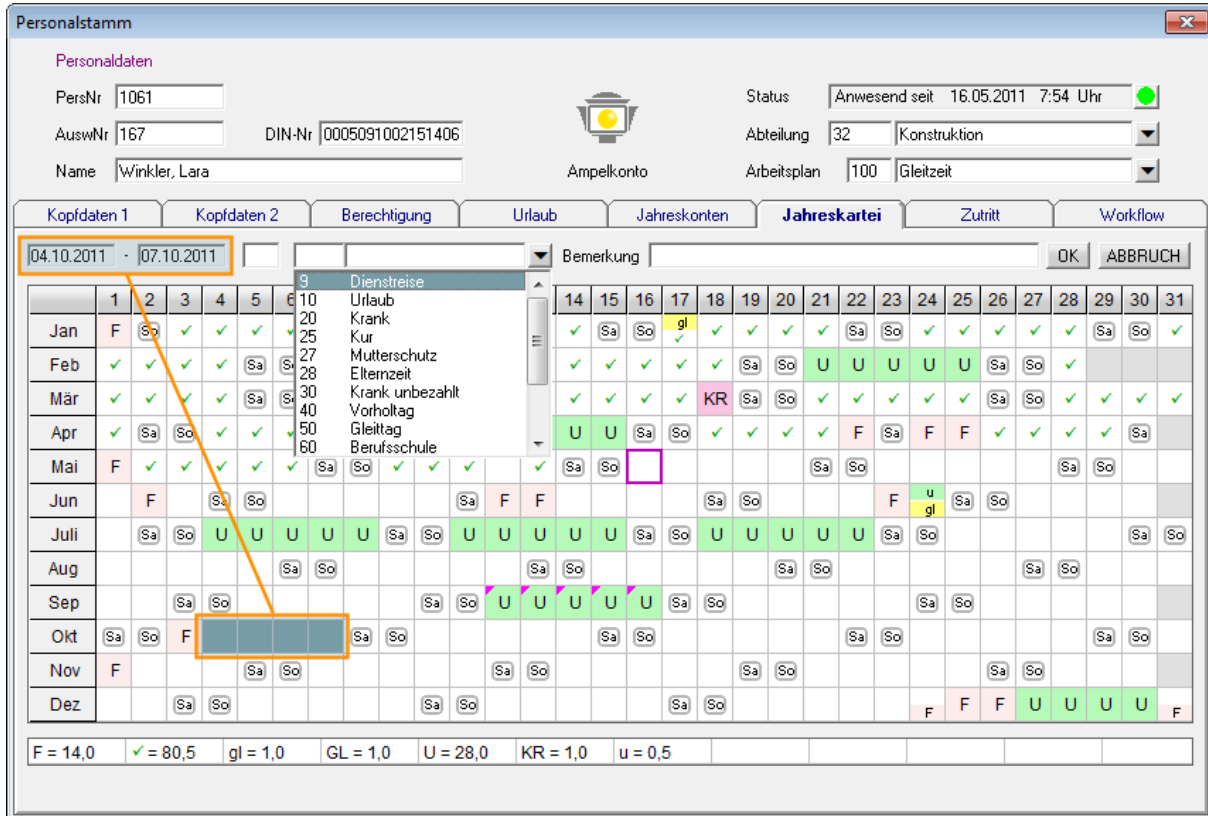 Personalstamm
Personaldaten
PersNr 1061 Status Anwesend seit 16.05.2011 7:54 Uhr
AuswNr 167 DIN-Nr 0005091002151406 Abteilung 32 Konstruktion
Name Winkler, Lara Ampelkonto Arbeitsplan 100 Gleitzeit
Kopfdaten 1 Kopfdaten 2 Berechtigung Urlaub Jahreskonten Jahreskartei Zutritt Workflow
04.10.2011 - 07.10.2011 Bemerkung OK ABBRUCH
9 Dienstreise
10 Urlaub
20 Krank
25 Kur
27 Mutterschutz
28 Elternzeit
30 Krank unbezahlt
40 Vorholtag
50 Gleittag
60 Berufsschule
1 2 3 4 5 6 14 15 16 17 18 19 20 21 22 23 24 25 26 27 28 29 30 31
Jan F So ✓ ✓ ✓ ✓ ✓ Sa So gl ✓ ✓ ✓ ✓ ✓ Sa So ✓ ✓ ✓ ✓ ✓ Sa So ✓
Feb ✓ ✓ ✓ ✓ Sa So ✓ ✓ ✓ ✓ ✓ Sa So U U U U U Sa So ✓
Mär ✓ ✓ ✓ ✓ Sa So ✓ ✓ ✓ ✓ KR Sa So ✓ ✓ ✓ ✓ ✓ Sa So ✓ ✓ ✓ ✓
Apr ✓ Sa So ✓ ✓ ✓ U U Sa So ✓ ✓ ✓ ✓ F Sa F F ✓ ✓ ✓ ✓ Sa
Mai F ✓ ✓ ✓ ✓ ✓ Sa So ✓ ✓ ✓ ✓ Sa So Sa So Sa So
Jun F Sa So Sa F F Sa So F u gl Sa So
Juli Sa So U U U U U Sa So U U U U U Sa So U U U U U Sa So Sa So
Aug Sa So Sa So Sa So Sa So
Sep Sa So Sa So U U U U U Sa So Sa So
Okt Sa So F Sa So Sa So Sa So Sa So
Nov F Sa So Sa So Sa So Sa So
Dez Sa So Sa So Sa So F F F U U U U F
F = 14,0 ✓ = 80,5 gl = 1,0 GL = 1,0 U = 28,0 KR = 1,0 u = 0,5